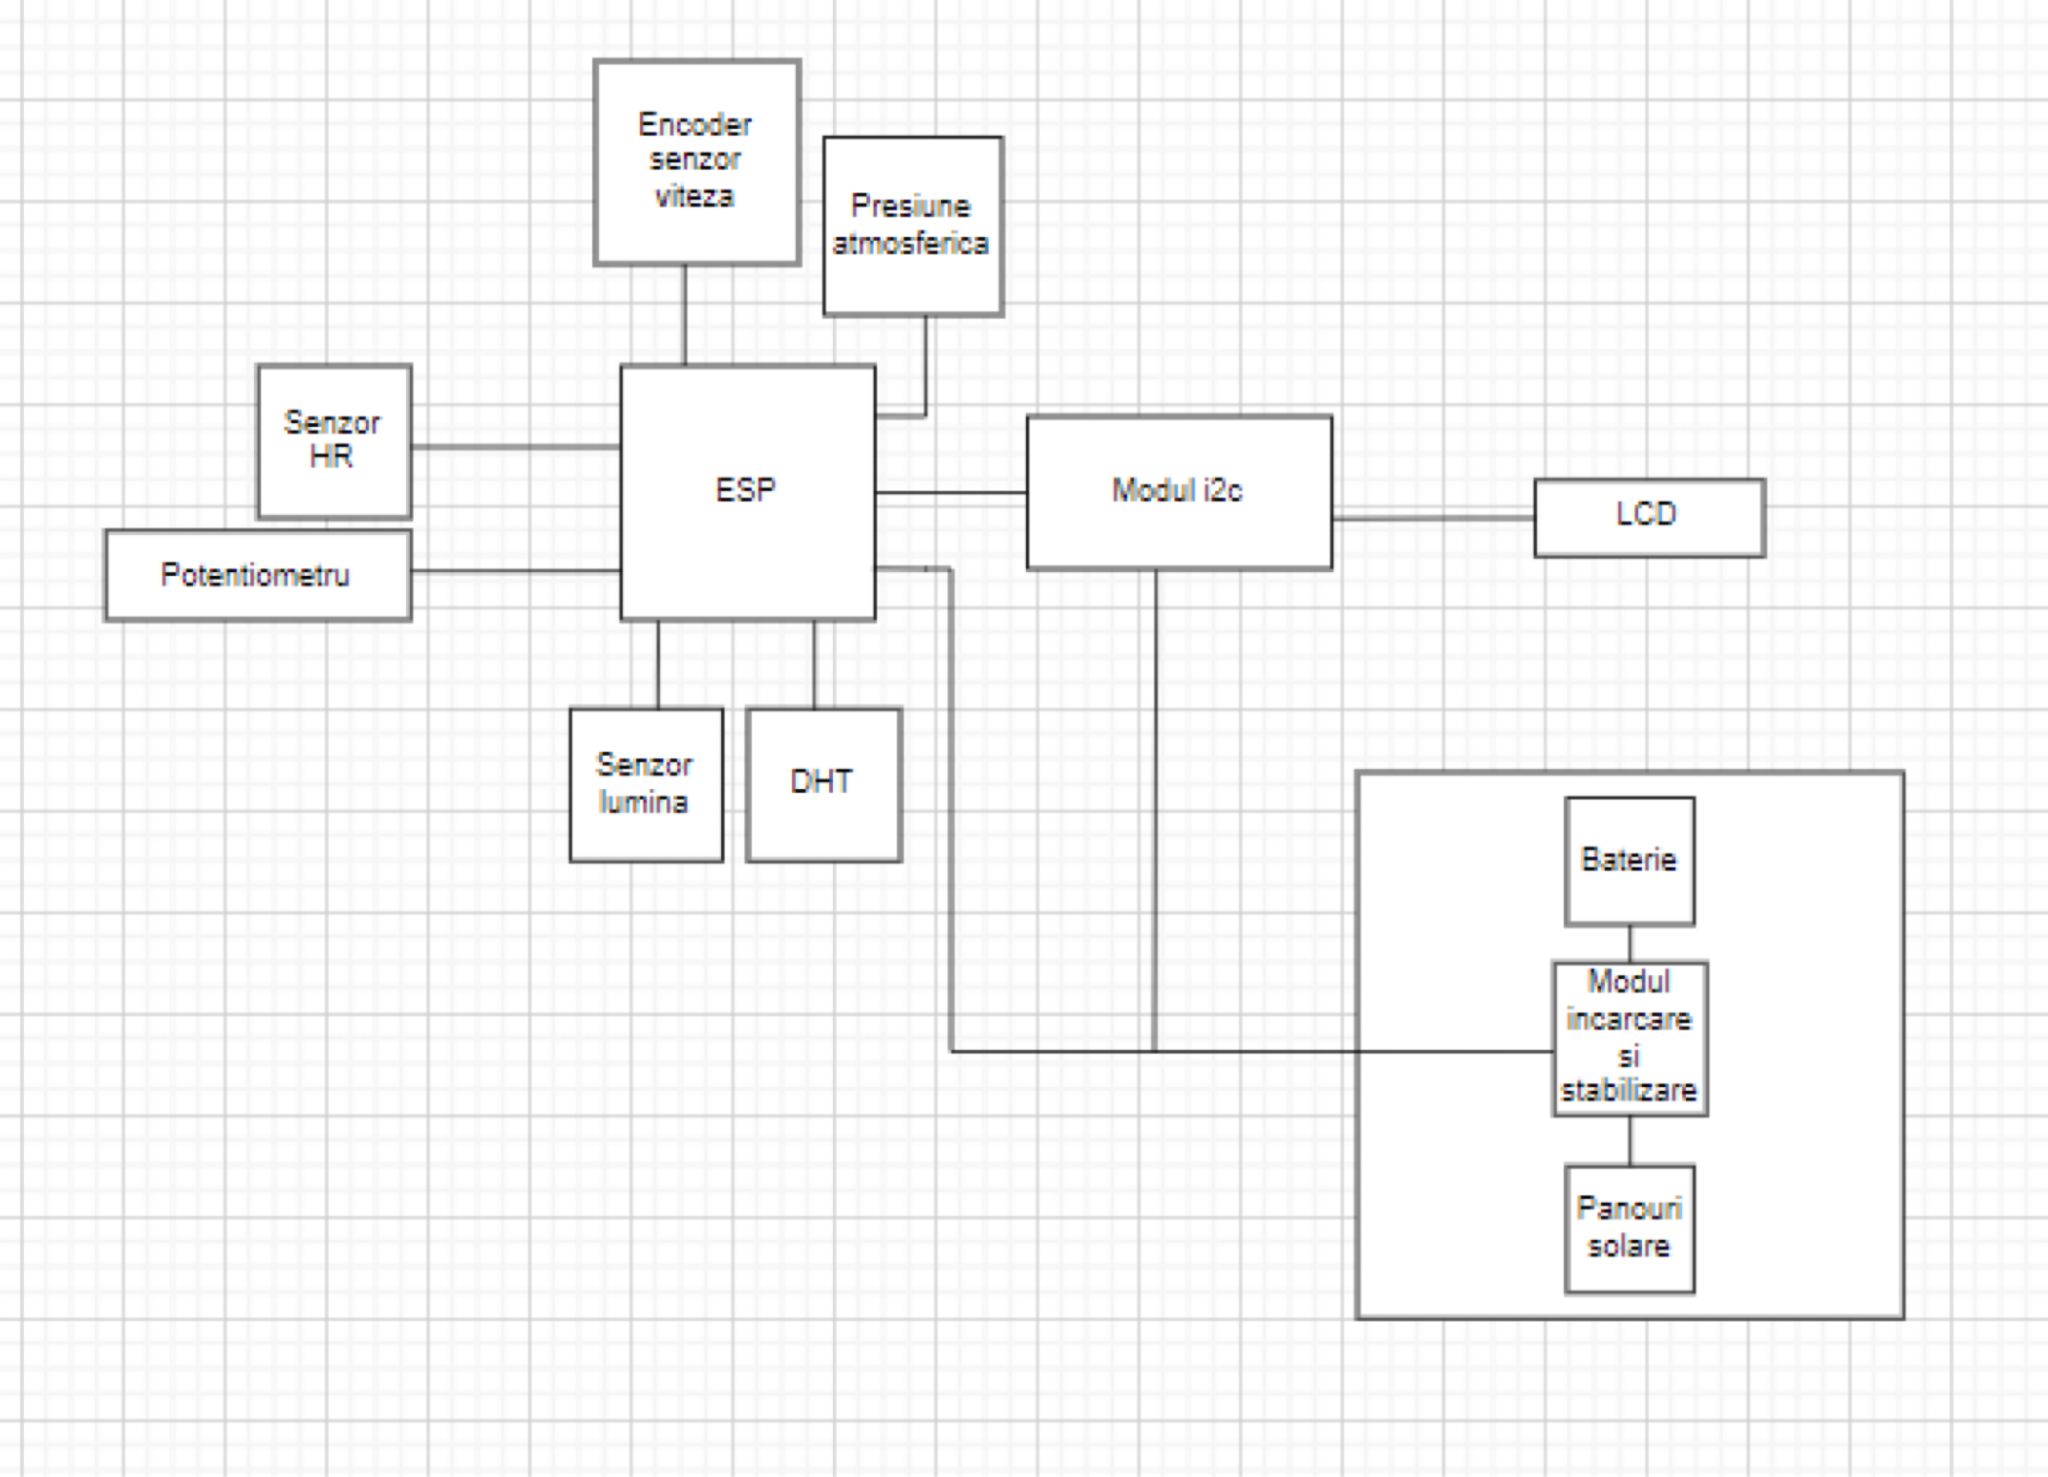 Encoder
senzor
viteza
Presiune
atmosferica
Senzor
HR
ESP
Modul i2c
LCD
Potentiometru
Senzor
lumina
DHT
Baterie
Modul
incarcare
si
stabilizare
Panouri
solare